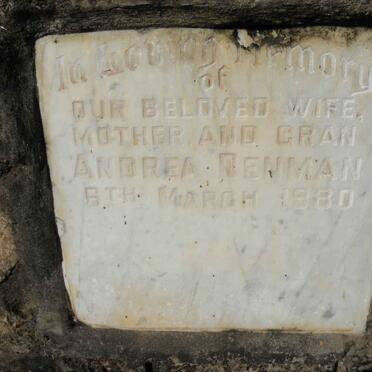 In Loving Memory
of
OUR BELOVED WIFE,
MOTHER AND GRAN
ANDREA DENMAN
8TH MARCH 1980